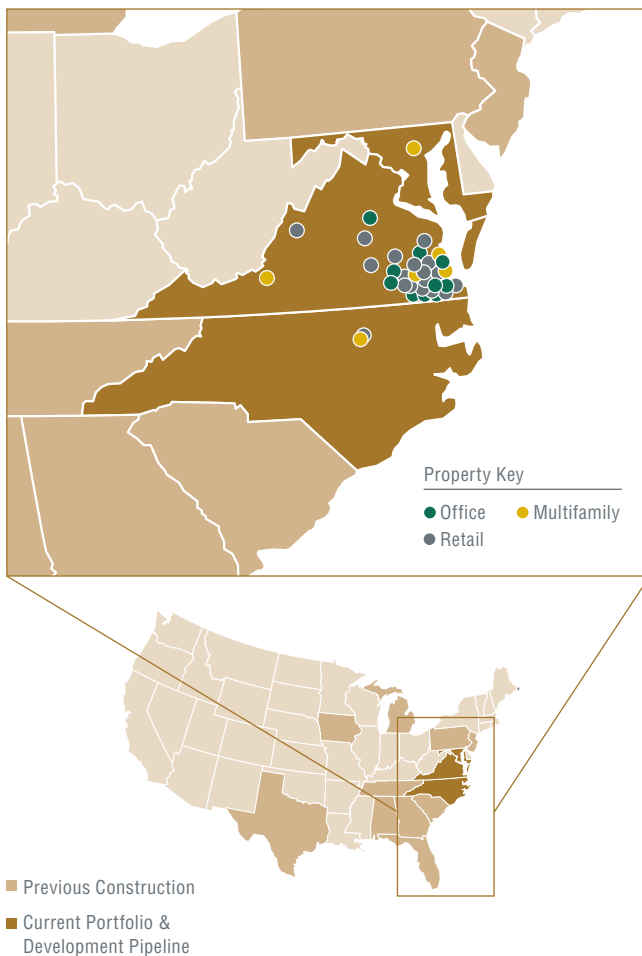 Property Key
Office
Multifamily
Retail
Previous Construction
Current Portfolio &
Development Pipeline